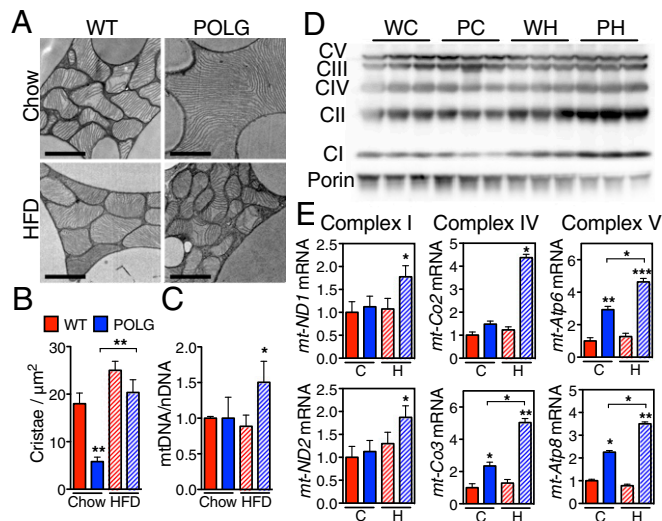 A
WT POLG
Chow
HFD
B
WT POLG
Cristae / µm²
30
20
10
0
**
**
Chow HFD
C
mtDNA/nDNA
2.0
1.5
1.0
0.5
0.0
*
Chow HFD
D
WC PC WH PH
CV
CIII
CIV
CII
CI
Porin
E
Complex I Complex IV Complex V
mt-ND1 mRNA
2.5
2.0
1.5
1.0
0.5
0.0
*
C H
mt-Co2 mRNA
5
4
3
2
1
0
*
C H
mt-Atp6 mRNA
8
6
4
2
0
**
*
***
C H
mt-ND2 mRNA
2.5
2.0
1.5
1.0
0.5
0.0
*
C H
mt-Co3 mRNA
6
4
2
0
*
*
**
C H
mt-Atp8 mRNA
5
4
3
2
1
0
*
*
**
C H